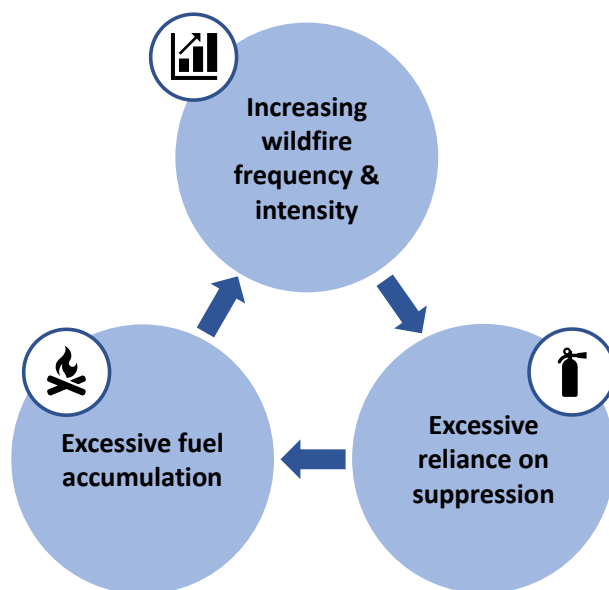 Increasing
wildfire
frequency &
intensity
Excessive fuel
accumulation
Excessive
reliance on
suppression